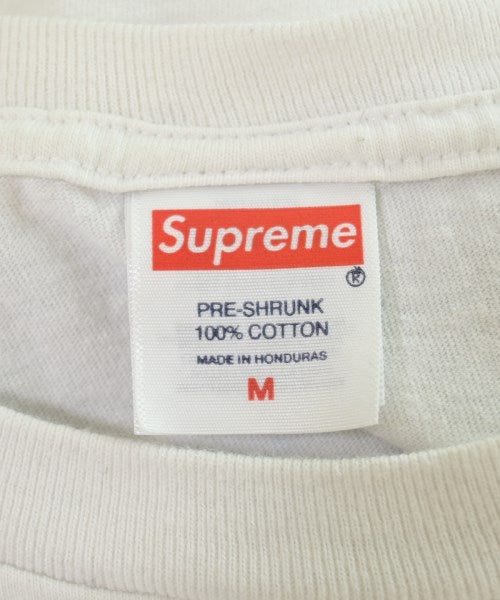 Supreme
®
PRE-SHRUNK
100% COTTON
MADE IN HONDURAS
M